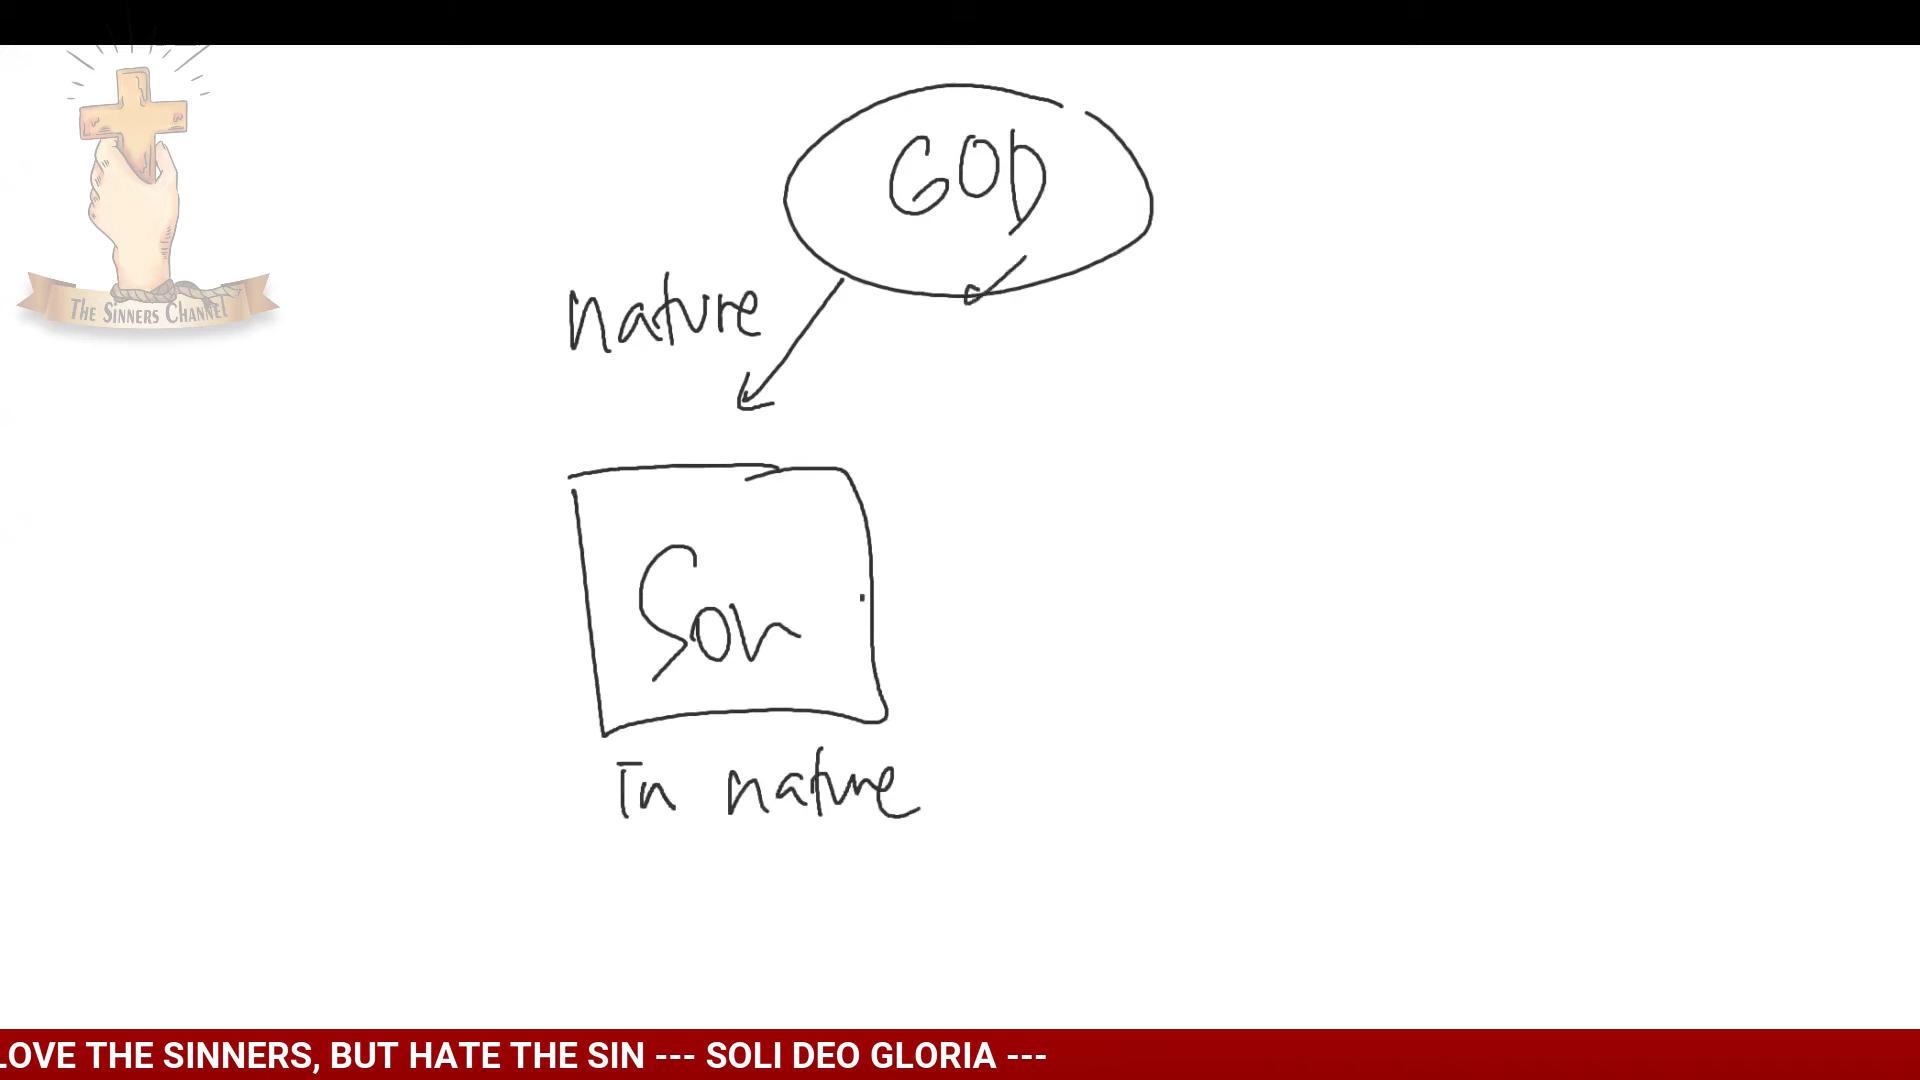 The Sinners Channel
GOD
nature
Son
In nature
LOVE THE SINNERS, BUT HATE THE SIN --- SOLI DEO GLORIA ---